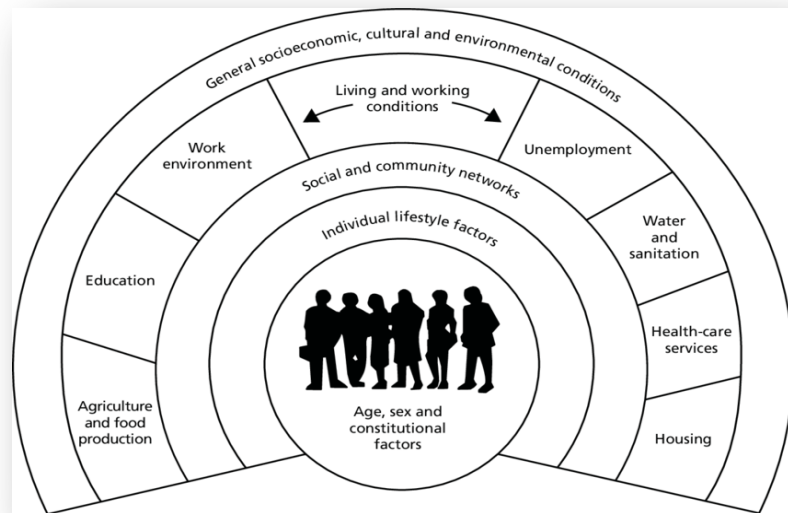 General socioeconomic, cultural and environmental conditions
Living and working
conditions
Work
environment
Unemployment
Social and community networks
Water
and
sanitation
Individual lifestyle factors
Education
Health-care
services
Agriculture
and food
production
Age, sex and
constitutional
factors
Housing